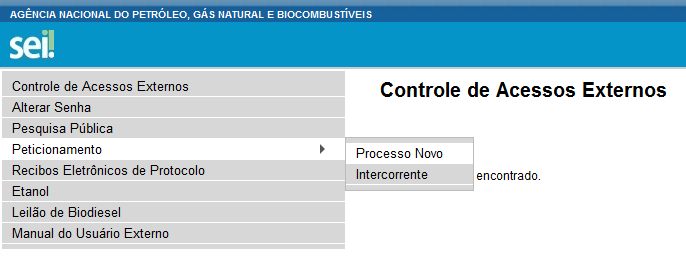 AGÊNCIA NACIONAL DO PETRÓLEO, GÁS NATURAL E BIOCOMBUSTÍVEIS
sei!
Controle de Acessos Externos
Alterar Senha
Pesquisa Pública
Peticionamento
Recibos Eletrônicos de Protocolo
Etanol
Leilão de Biodiesel
Manual do Usuário Externo
Processo Novo
Intercorrente
Controle de Acessos Externos
encontrado.